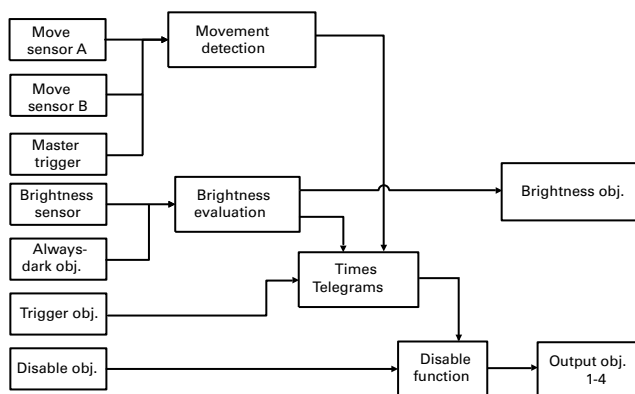 Move
sensor A
Movement
detection
Move
sensor B
Master
trigger
Brightness
sensor
Brightness
evaluation
Brightness obj.
Always-
dark obj.
Times
Telegrams
Trigger obj.
Disable obj.
Disable
function
Output obj.
1-4